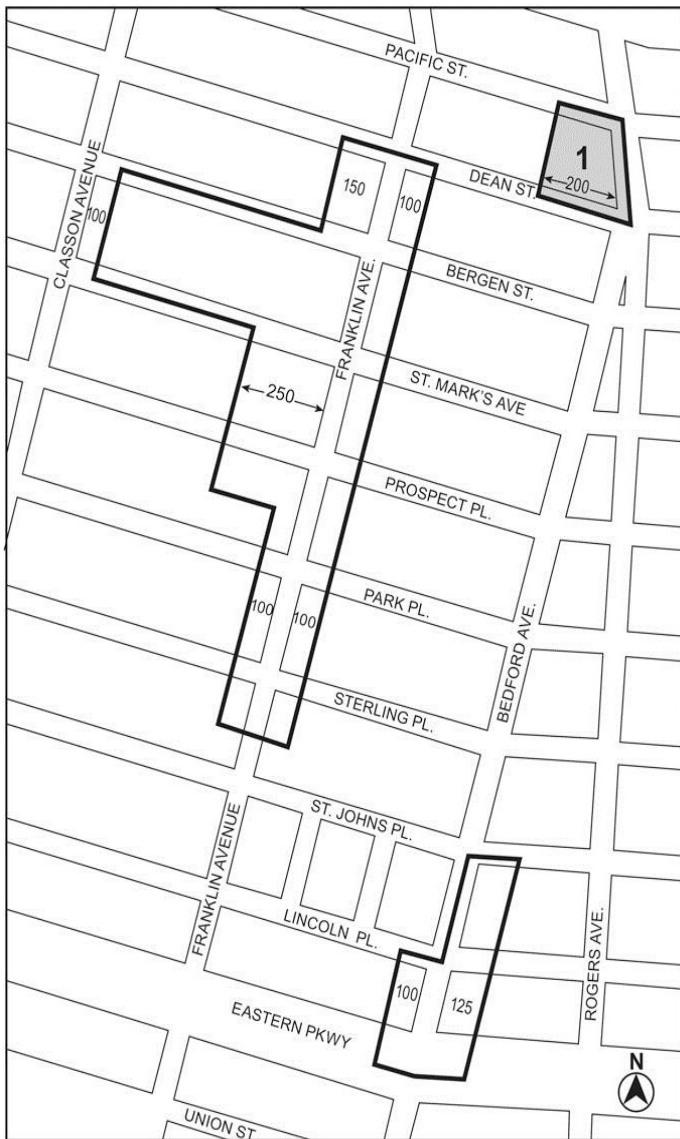 PACIFIC ST.
1
200
DEAN ST.
150
100
CLASSON AVENUE
100
BERGEN ST.
FRANKLIN AVE.
ST. MARK'S AVE
250
PROSPECT PL.
PARK PL.
100
100
BEDFORD AVE.
STERLING PL.
ST. JOHNS PL.
FRANKLIN AVENUE
LINCOLN PL.
ROGERS AVE.
100
125
EASTERN PKWY
N
UNION ST.